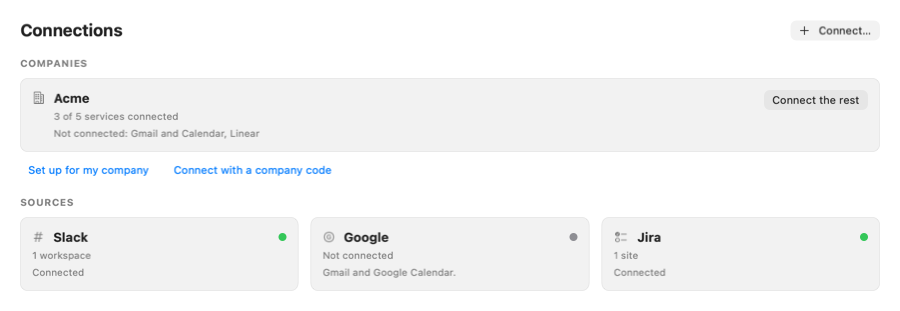 Connections
+ Connect...
COMPANIES
Acme
Connect the rest
3 of 5 services connected
Not connected: Gmail and Calendar, Linear
Set up for my company
Connect with a company code
SOURCES
# Slack
1 workspace
Connected
Google
Not connected
Gmail and Google Calendar.
Jira
1 site
Connected